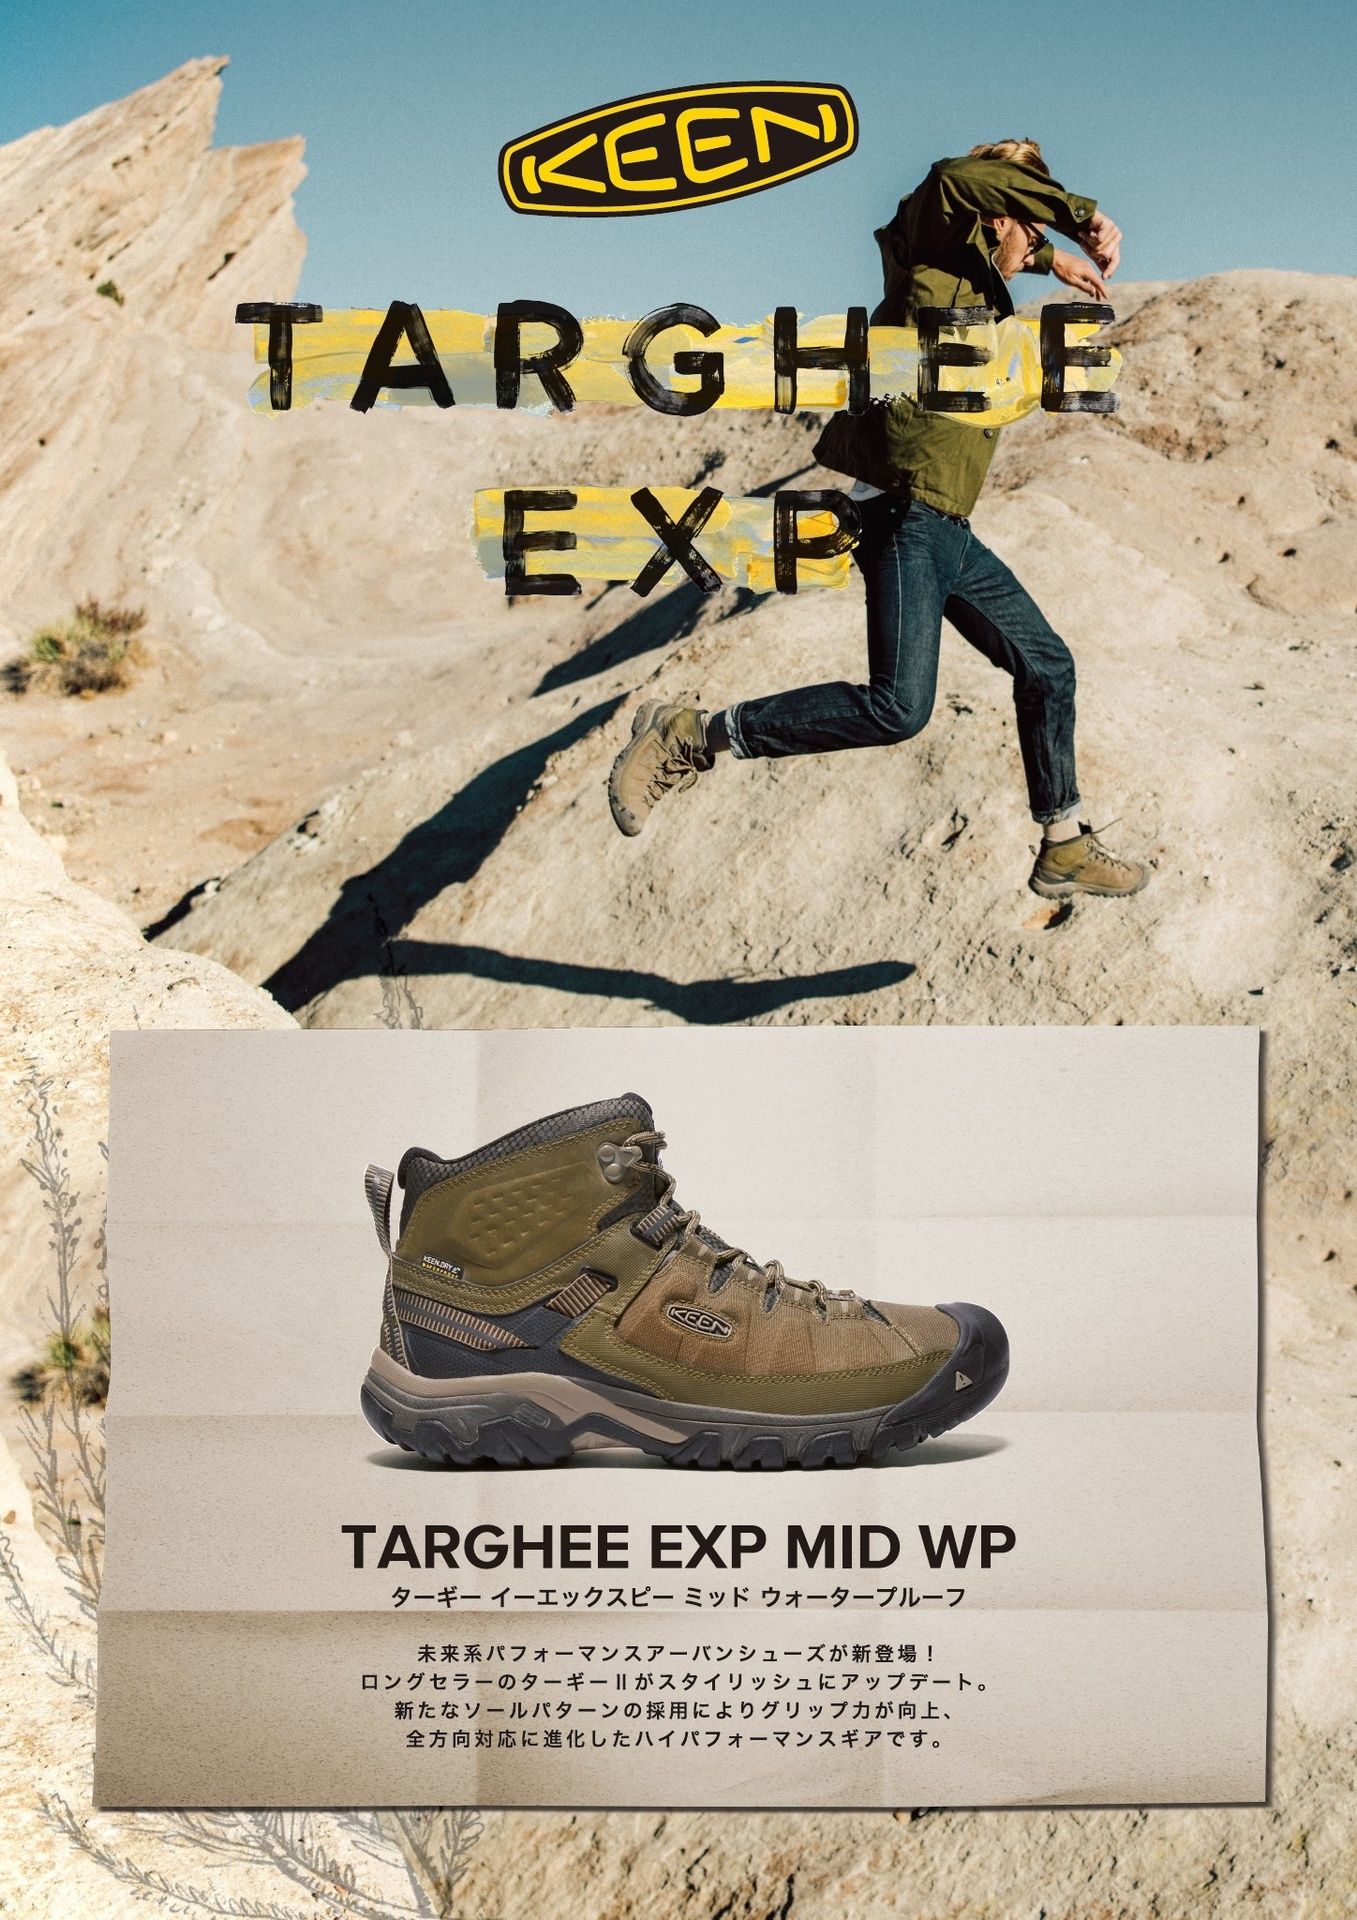 KEEN
TARGHEE
EXP
KEEN.DRY
WATERPROOF
KEEN
TARGHEE EXP MID WP
ターギー イーエックスピー ミッド ウォータープルーフ
未来系パフォーマンスアーバンシューズが新登場！
ロングセラーのターギーⅡがスタイリッシュにアップデート。
新たなソールパターンの採用によりグリップ力が向上、
全方向対応に進化したハイパフォーマンスギアです。